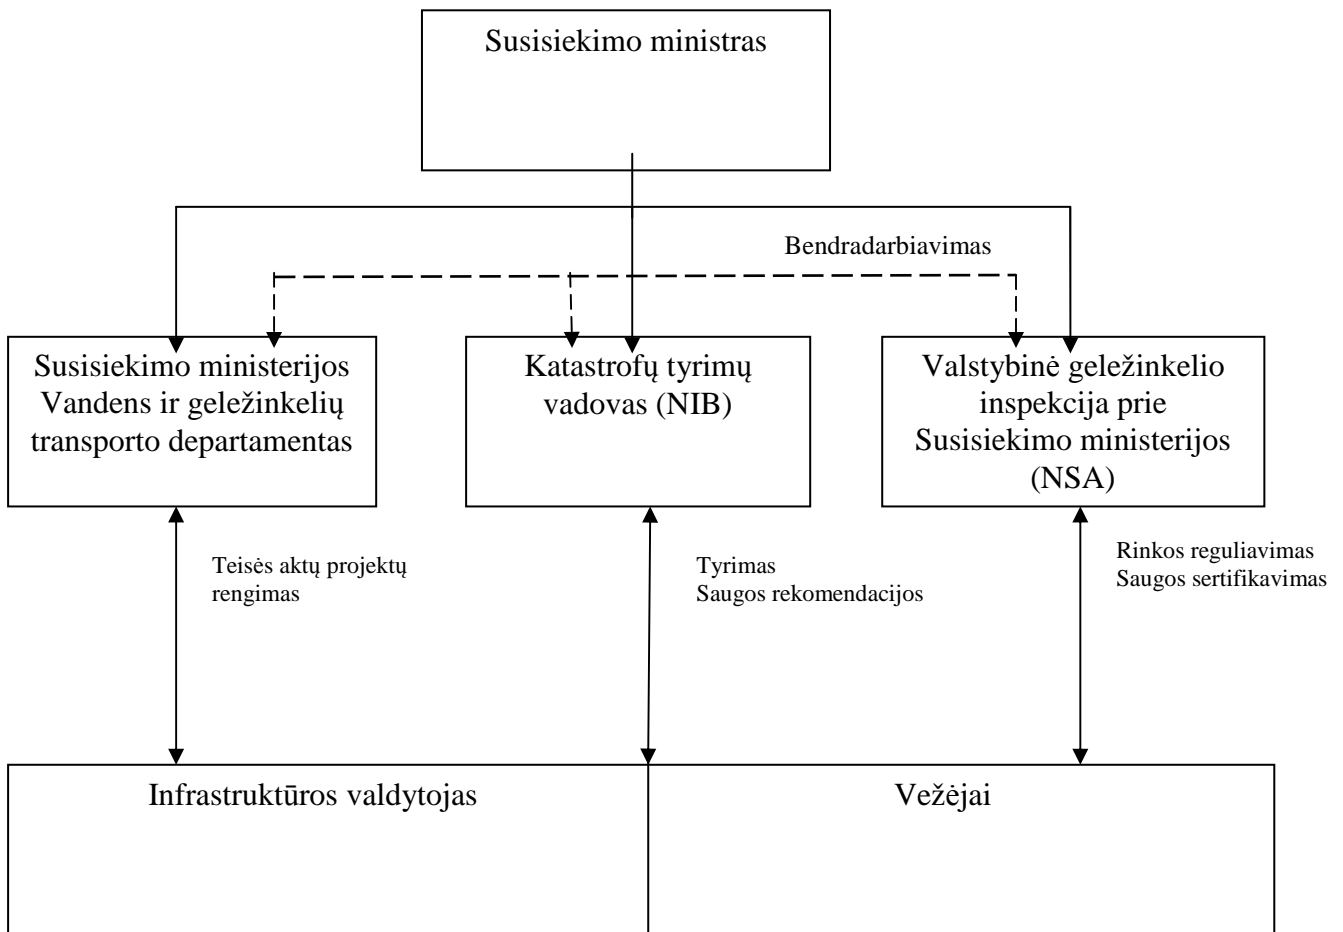 Susisiekimo ministras
Bendradarbiavimas
Susisiekimo ministerijos
Vandens ir geležinkelių
transporto departamentas
Katastrofų tyrimų
vadovas (NIB)
Valstybinė geležinkelio
inspekcija prie
Susisiekimo ministerijos
(NSA)
Teisės aktų projektų
rengimas
Tyrimas
Saugos rekomendacijos
Rinkos reguliavimas
Saugos sertifikavimas
Infrastruktūros valdytojas
Vežėjai